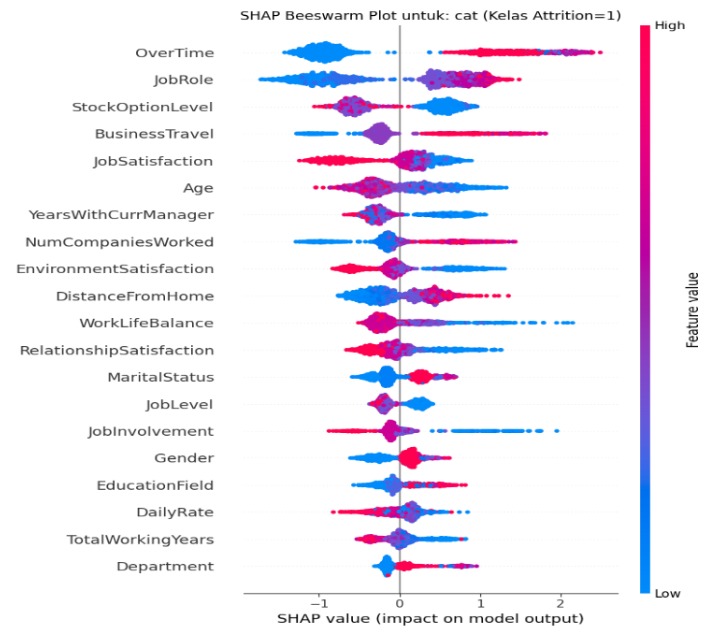 SHAP Beeswarm Plot untuk: cat (Kelas Attrition=1)
High
OverTime
JobRole
StockOptionLevel
BusinessTravel
JobSatisfaction
Age
YearsWithCurrManager
NumCompaniesWorked
EnvironmentSatisfaction
DistanceFromHome
WorkLifeBalance
RelationshipSatisfaction
MaritalStatus
JobLevel
JobInvolvement
Gender
EducationField
DailyRate
TotalWorkingYears
Department
Feature value
Low
−1 0 1 2
SHAP value (impact on model output)